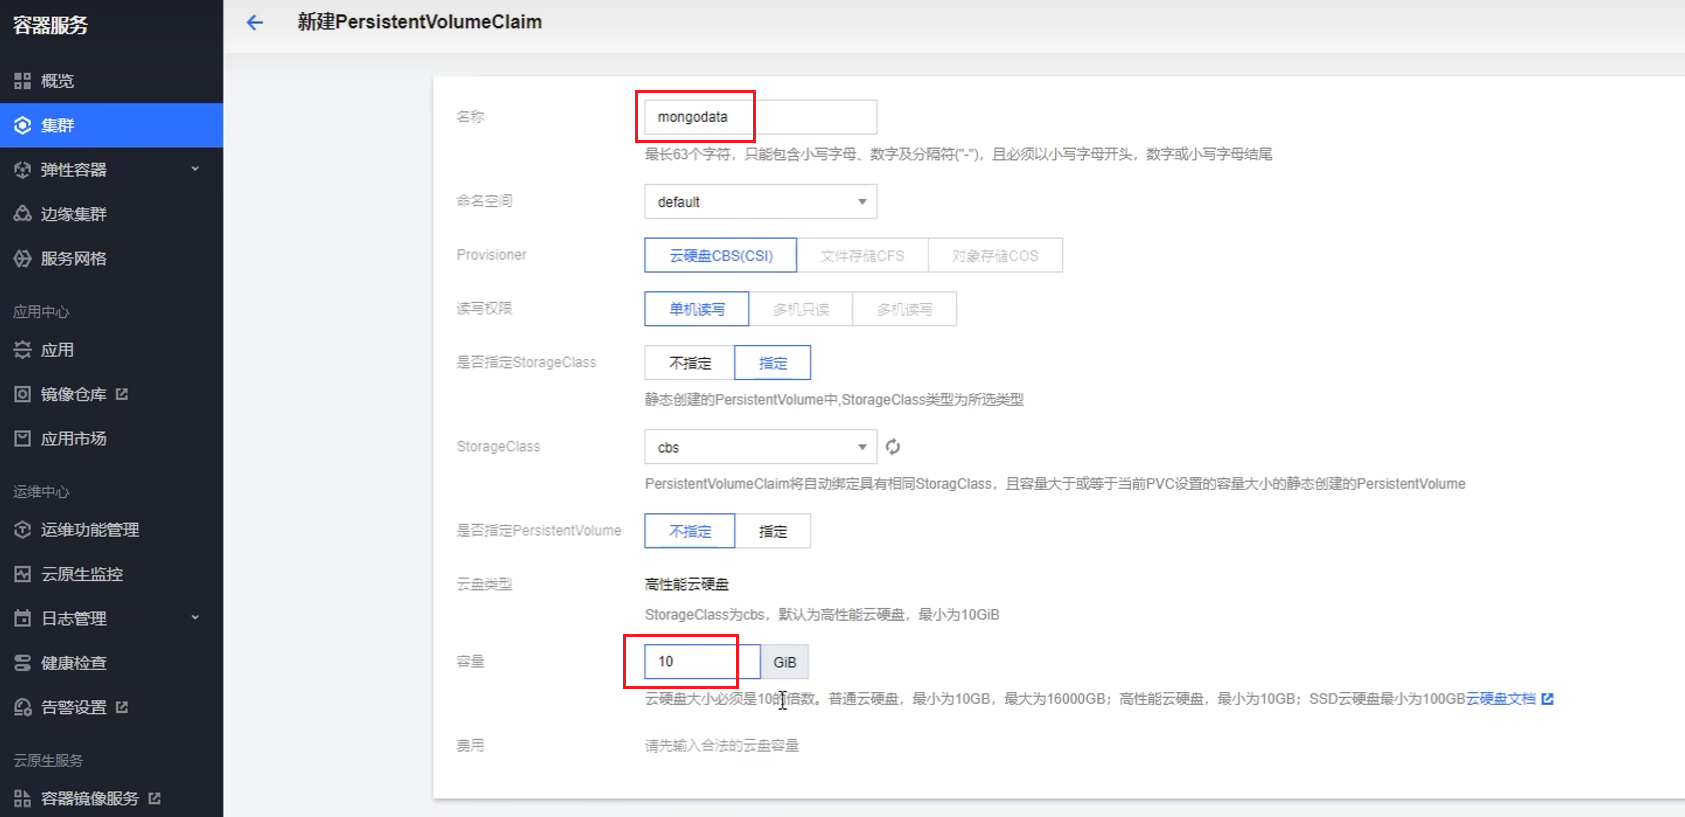 容器服务
概览
集群
弹性容器
边缘集群
服务网格
应用中心
应用
镜像仓库
应用市场
运维中心
运维功能管理
云原生监控
日志管理
健康检查
告警设置
云原生服务
容器镜像服务
新建PersistentVolumeClaim
名称
mongodata
最长63个字符，只能包含小写字母、数字及分隔符("-")，且必须以小写字母开头，数字或小写字母结尾
命名空间
default
Provisioner
云硬盘CBS(CSI) 文件存储CFS 对象存储COS
读写权限
单机读写 多机只读 多机读写
是否指定StorageClass
不指定 指定
静态创建的PersistentVolume中,StorageClass类型为所选类型
StorageClass
cbs
PersistentVolumeClaim将自动绑定具有相同StoragClass，且容量大于或等于当前PVC设置的容量大小的静态创建的PersistentVolume
是否指定PersistentVolume
不指定 指定
云盘类型
高性能云硬盘
StorageClass为cbs，默认为高性能云硬盘，最小为10GiB
容量
10 GiB
云硬盘大小必须是10的倍数。普通云硬盘，最小为10GB，最大为16000GB；高性能云硬盘，最小为10GB；SSD云硬盘最小为100GB云硬盘文档
费用
请先输入合法的云盘容量